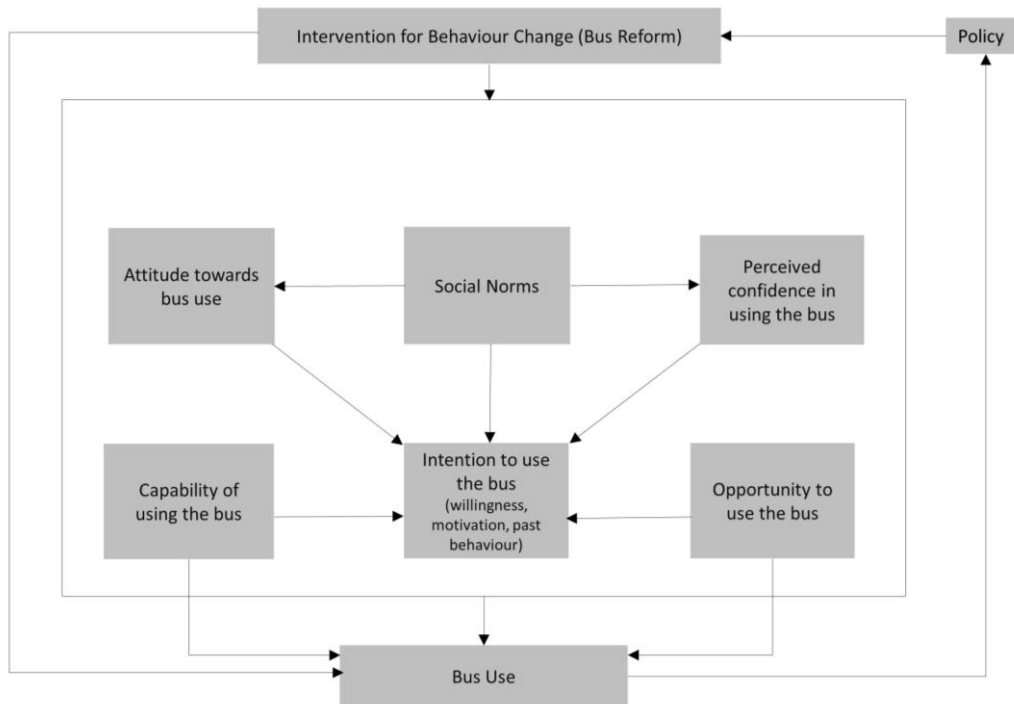 Intervention for Behaviour Change (Bus Reform)
Policy
Attitude towards
bus use
Social Norms
Perceived
confidence in
using the bus
Capability of
using the bus
Intention to use
the bus
(willingness,
motivation, past
behaviour)
Opportunity to
use the bus
Bus Use